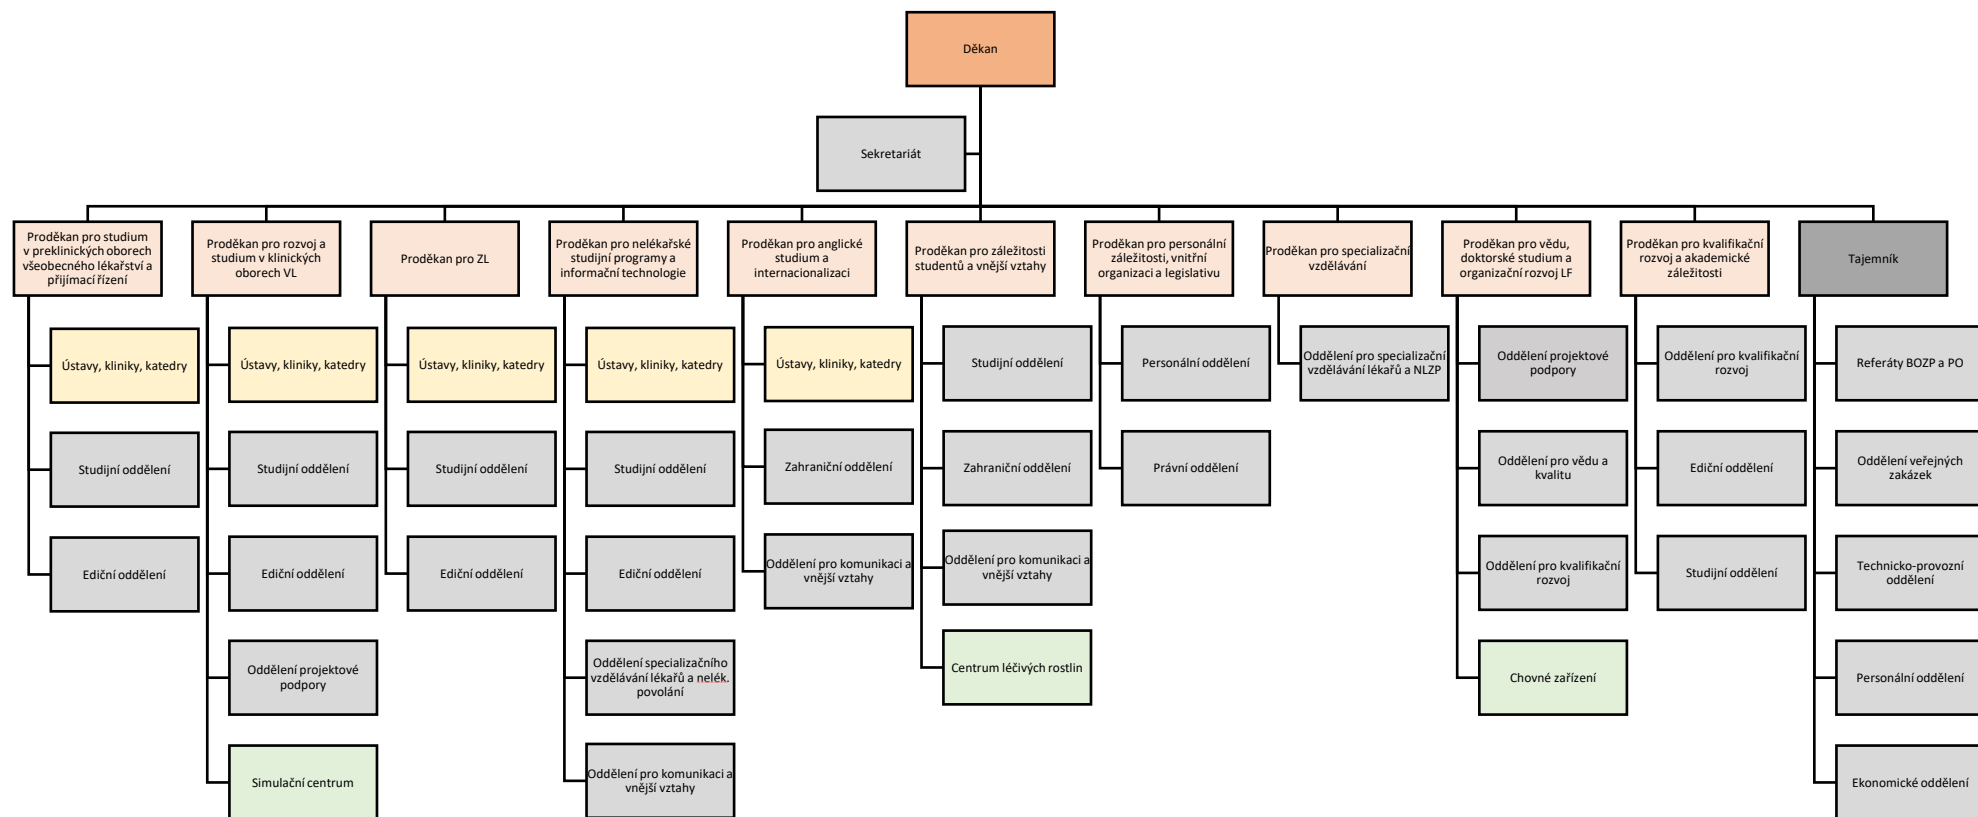 Děkan
Sekretariát
Proděkan pro studium
v preklinických oborech
všeobecného lékařství a
přijímací řízení
Proděkan pro rozvoj a
studium v klinických
oborech VL
Proděkan pro ZL
Proděkan pro nelékařské
studijní programy a
informační technologie
Proděkan pro anglické
studium a
internacionalizaci
Proděkan pro záležitosti
studentů a vnější vztahy
Proděkan pro personální
záležitosti, vnitřní
organizaci a legislativu
Proděkan pro specializační
vzdělávání
Proděkan pro vědu,
doktorské studium a
organizační rozvoj LF
Proděkan pro kvalifikační
rozvoj a akademické
záležitosti
Tajemník
Ústavy, kliniky, katedry
Studijní oddělení
Ediční oddělení
Ústavy, kliniky, katedry
Studijní oddělení
Ediční oddělení
Oddělení projektové
podpory
Simulační centrum
Ústavy, kliniky, katedry
Studijní oddělení
Ediční oddělení
Ústavy, kliniky, katedry
Studijní oddělení
Ediční oddělení
Oddělení specializačního
vzdělávání lékařů a nelék.
povolání
Oddělení pro komunikaci a
vnější vztahy
Ústavy, kliniky, katedry
Zahraniční oddělení
Oddělení pro komunikaci a
vnější vztahy
Studijní oddělení
Zahraniční oddělení
Oddělení pro komunikaci a
vnější vztahy
Centrum léčivých rostlin
Personální oddělení
Právní oddělení
Oddělení pro specializační
vzdělávání lékařů a NLZP
Oddělení projektové
podpory
Oddělení pro vědu a
kvalitu
Oddělení pro kvalifikační
rozvoj
Chovné zařízení
Oddělení pro kvalifikační
rozvoj
Ediční oddělení
Studijní oddělení
Referáty BOZP a PO
Oddělení veřejných
zakázek
Technicko-provozní
oddělení
Personální oddělení
Ekonomické oddělení